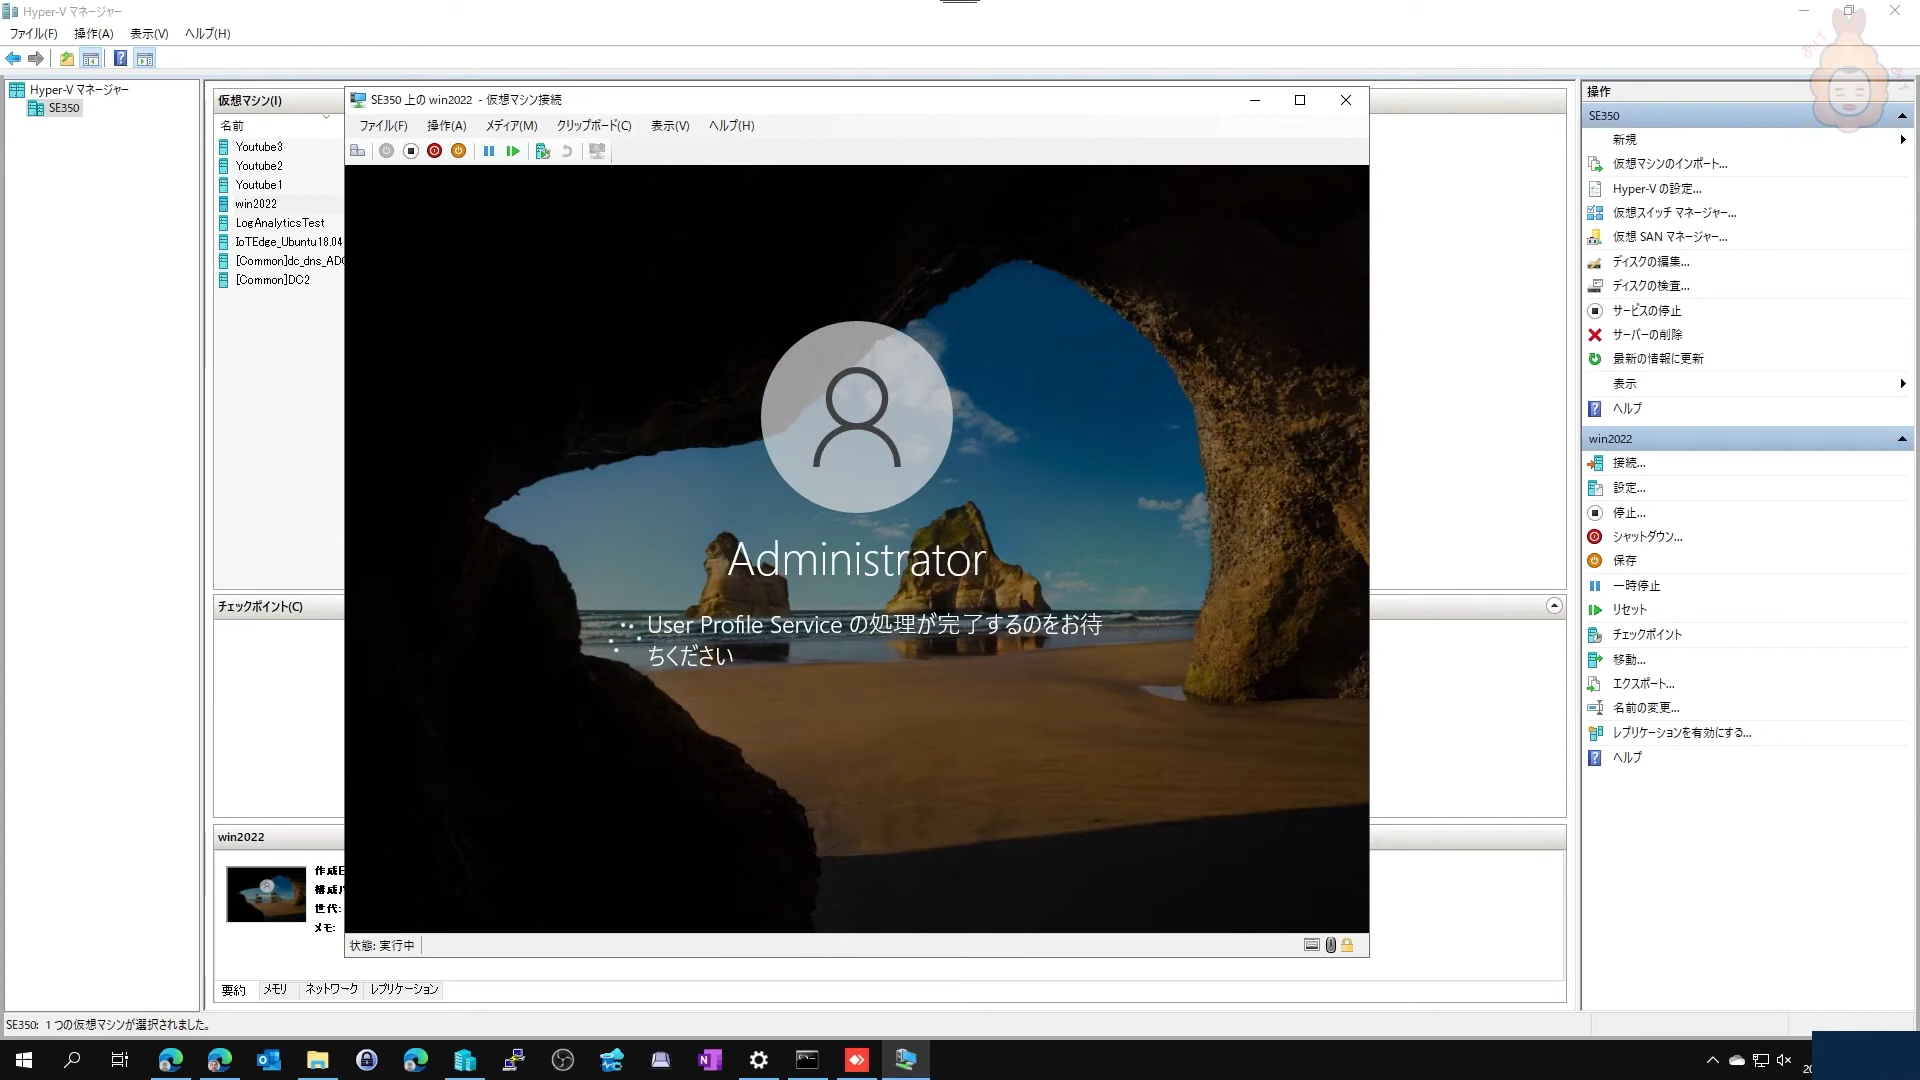 Hyper-V マネージャー
ファイル(F) 操作(A) 表示(V) ヘルプ(H)
Hyper-V マネージャー
SE350
仮想マシン(I)
名前
Youtube3
Youtube2
Youtube1
win2022
LogAnalyticsTest
IoTEdge_Ubuntu18.04
[Common]dc_dns_AD
[Common]DC2
チェックポイント(C)
win2022
構成バ
世代:
メモ:
要約 メモリ ネットワーク レプリケーション
SE350: 1 つの仮想マシンが選択されました。
SE350 上の win2022 - 仮想マシン接続
ファイル(F) 操作(A) メディア(M) クリップボード(C) 表示(V) ヘルプ(H)
Administrator
User Profile Service の処理が完了するのをお待
ちください
状態: 実行中
操作
SE350
新規
仮想マシンのインポート...
Hyper-V の設定...
仮想スイッチ マネージャー...
仮想 SAN マネージャー...
ディスクの編集...
ディスクの検査...
サービスの停止
サーバーの削除
最新の情報に更新
表示
ヘルプ
win2022
接続...
設定...
停止...
シャットダウン...
保存
一時停止
リセット
チェックポイント
移動...
エクスポート...
名前の変更...
レプリケーションを有効にする...
ヘルプ